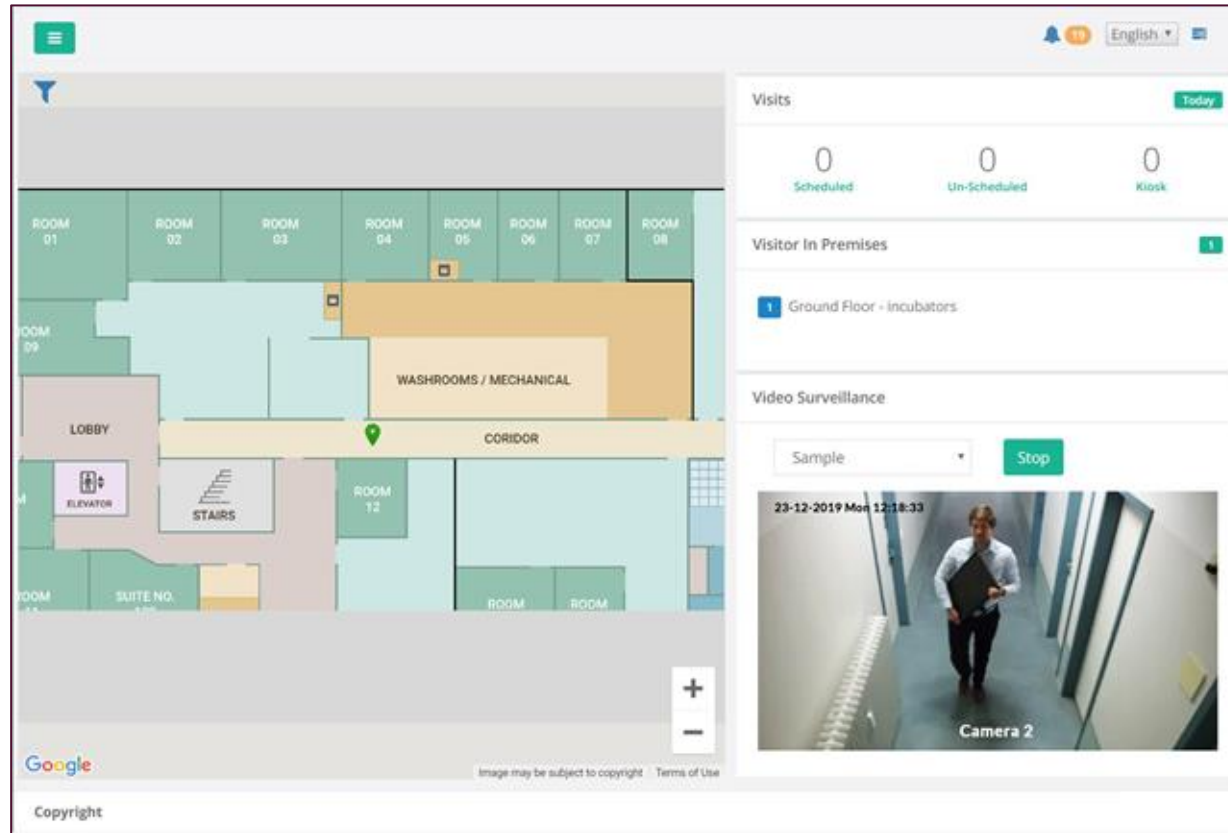 19
English
Visits
Today
0
0
0
Scheduled
Un-Scheduled
Kiosk
Visitor In Premises
1
1 Ground Floor - incubators
Video Surveillance
Sample
Stop
23-12-2019 Mon 12:18:33
Camera 2
ROOM
01
ROOM
02
ROOM
03
ROOM
04
ROOM
05
ROOM
06
ROOM
07
ROOM
08
ROOM
09
WASHROOMS / MECHANICAL
LOBBY
CORIDOR
ELEVATOR
STAIRS
ROOM
12
ROOM
SUITE NO.
ROOM
ROOM
+
−
Google
Image may be subject to copyright
Terms of Use
Copyright